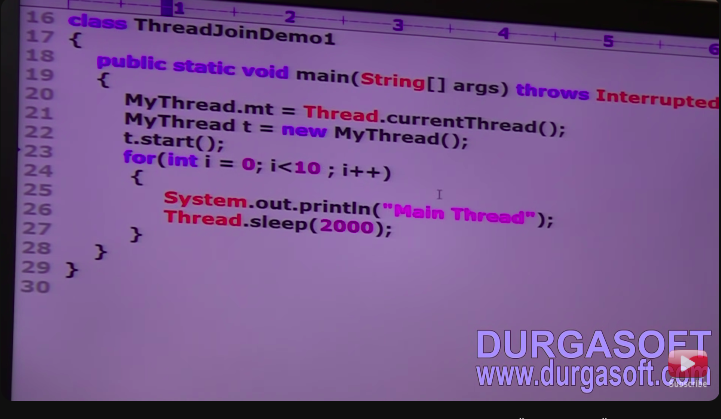 1 2 3 4 5 6
16 class ThreadJoinDemo1
17 {
18 public static void main(String[] args) throws Interrupted
19 {
20 MyThread.mt = Thread.currentThread();
21 MyThread t = new MyThread();
22 t.start();
23 for(int i = 0; i<10 ; i++)
24 {
25 System.out.println("Main Thread");
26 Thread.sleep(2000);
27 }
28 }
29 }
30
DURGASOFT
www.durgasoft.com
Subscribe